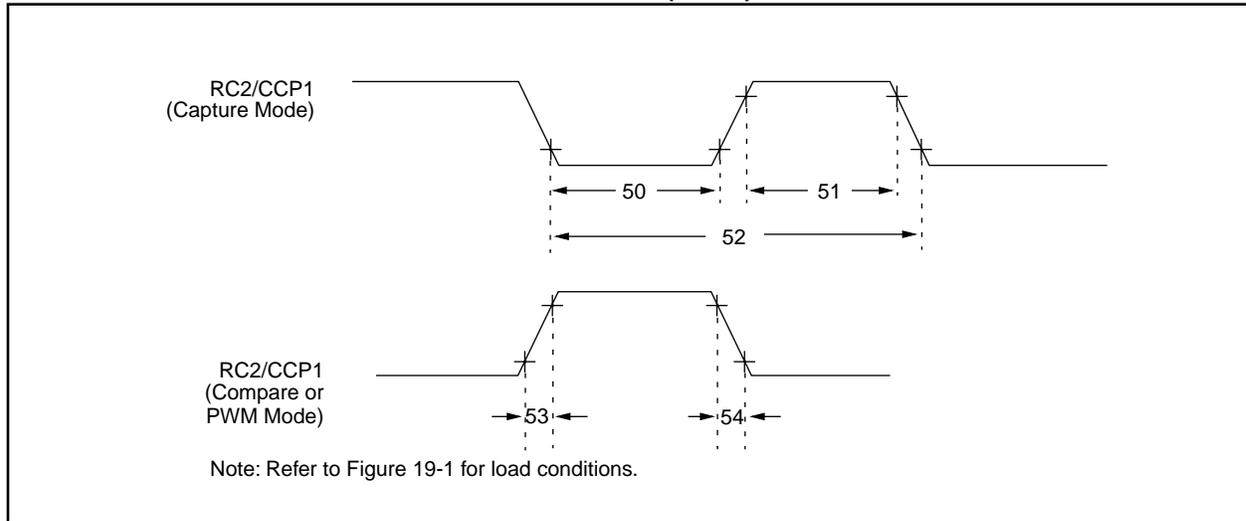 RC2/CCP1
(Capture Mode)
50
51
52
RC2/CCP1
(Compare or
PWM Mode)
53
54
Note: Refer to Figure 19-1 for load conditions.